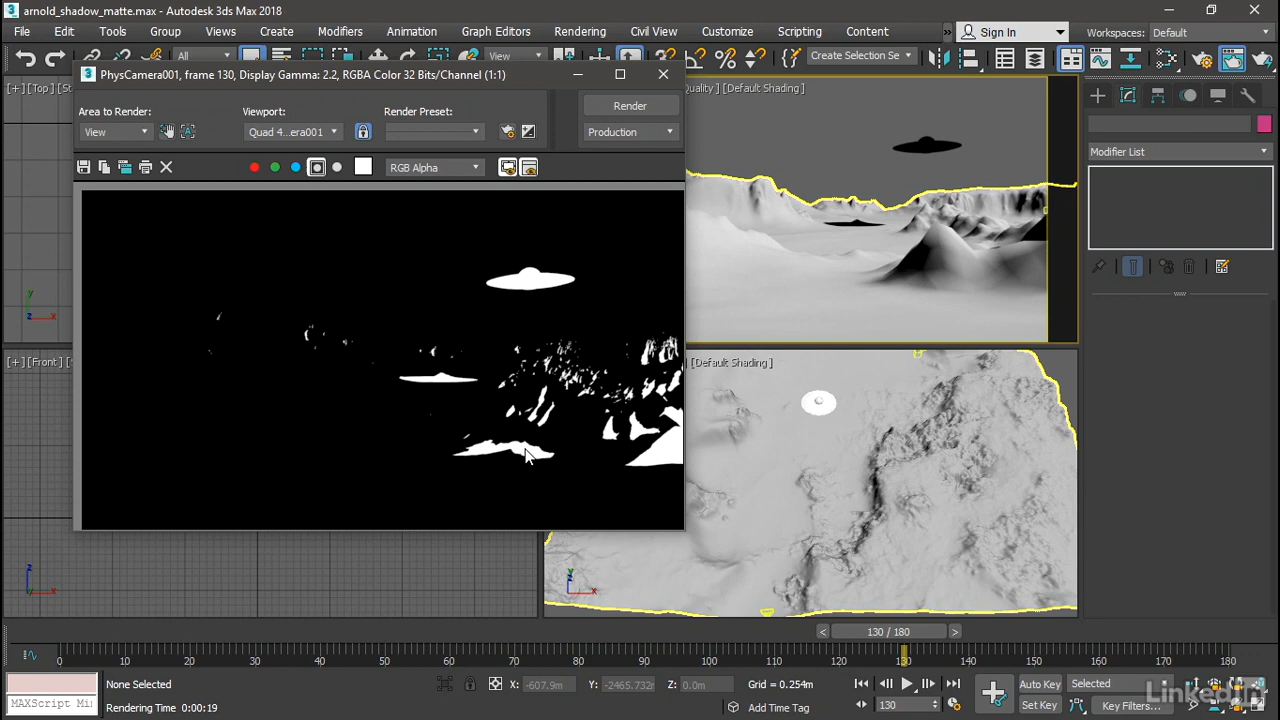 arnold_shadow_matte.max - Autodesk 3ds Max 2018
File Edit Tools Group Views Create Modifiers Animation Graph Editors Rendering Civil View Customize Scripting Content » Sign In Workspaces: Default
All View Create Selection Se
PhysCamera001, frame 130, Display Gamma: 2.2, RGBA Color 32 Bits/Channel (1:1)
[+] [Top] [St
Quality ] [Default Shading ]
Area to Render: Viewport: Render Preset: Render
View Quad 4...era001 Production
RGB Alpha
Modifier List
[+] [Front] [
] [Default Shading ]
y
z x
z
y x
z
y x
< 130 / 180 >
0 10 20 30 40 50 60 70 80 90 100 110 120 130 140 150 160 170 180
None Selected X: -607.9m Y: -2465.732m Z: 0.0m Grid = 0.254m Auto Key Selected
MAXScript Mi Rendering Time 0:00:19 Add Time Tag 130 Set Key Key Filters...
LinkedIn